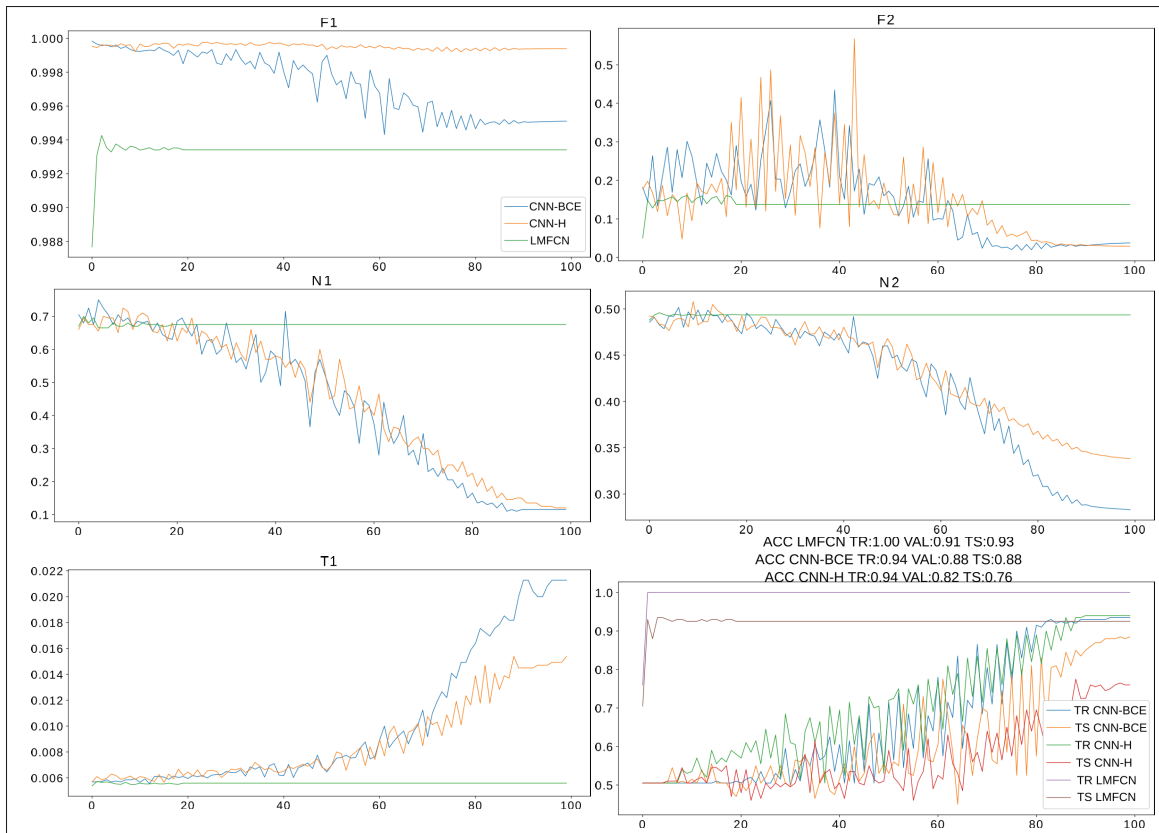 F1
1.000
0.998
0.996
0.994
0.992
0.990
0.988
CNN-BCE
CNN-H
LMFCN
0 20 40 60 80 100
F2
0.5
0.4
0.3
0.2
0.1
0.0
0 20 40 60 80 100
N1
0.7
0.6
0.5
0.4
0.3
0.2
0.1
0 20 40 60 80 100
N2
0.50
0.45
0.40
0.35
0.30
0 20 40 60 80 100
T1
0.022
0.020
0.018
0.016
0.014
0.012
0.010
0.008
0.006
0 20 40 60 80 100
ACC LMFCN TR:1.00 VAL:0.91 TS:0.93
ACC CNN-BCE TR:0.94 VAL:0.88 TS:0.88
ACC CNN-H TR:0.94 VAL:0.82 TS:0.76
1.0
0.9
0.8
0.7
0.6
0.5
TR CNN-BCE
TS CNN-BCE
TR CNN-H
TS CNN-H
TR LMFCN
TS LMFCN
0 20 40 60 80 100